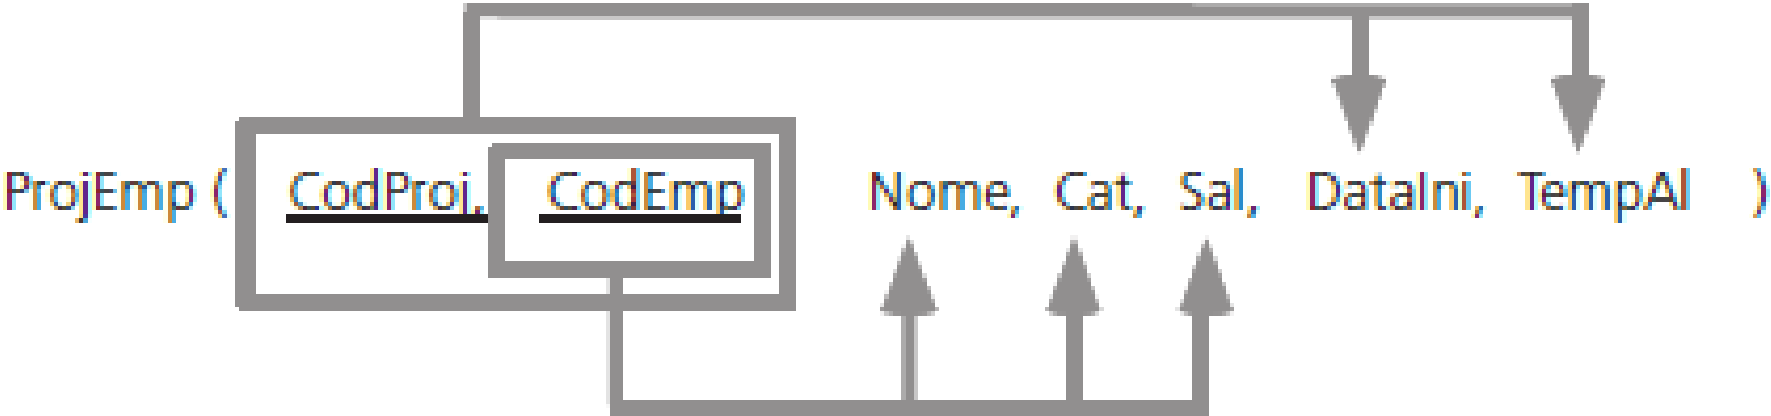 ProjEmp ( CodProj, CodEmp Nome, Cat, Sal, DataIni, TempAl )